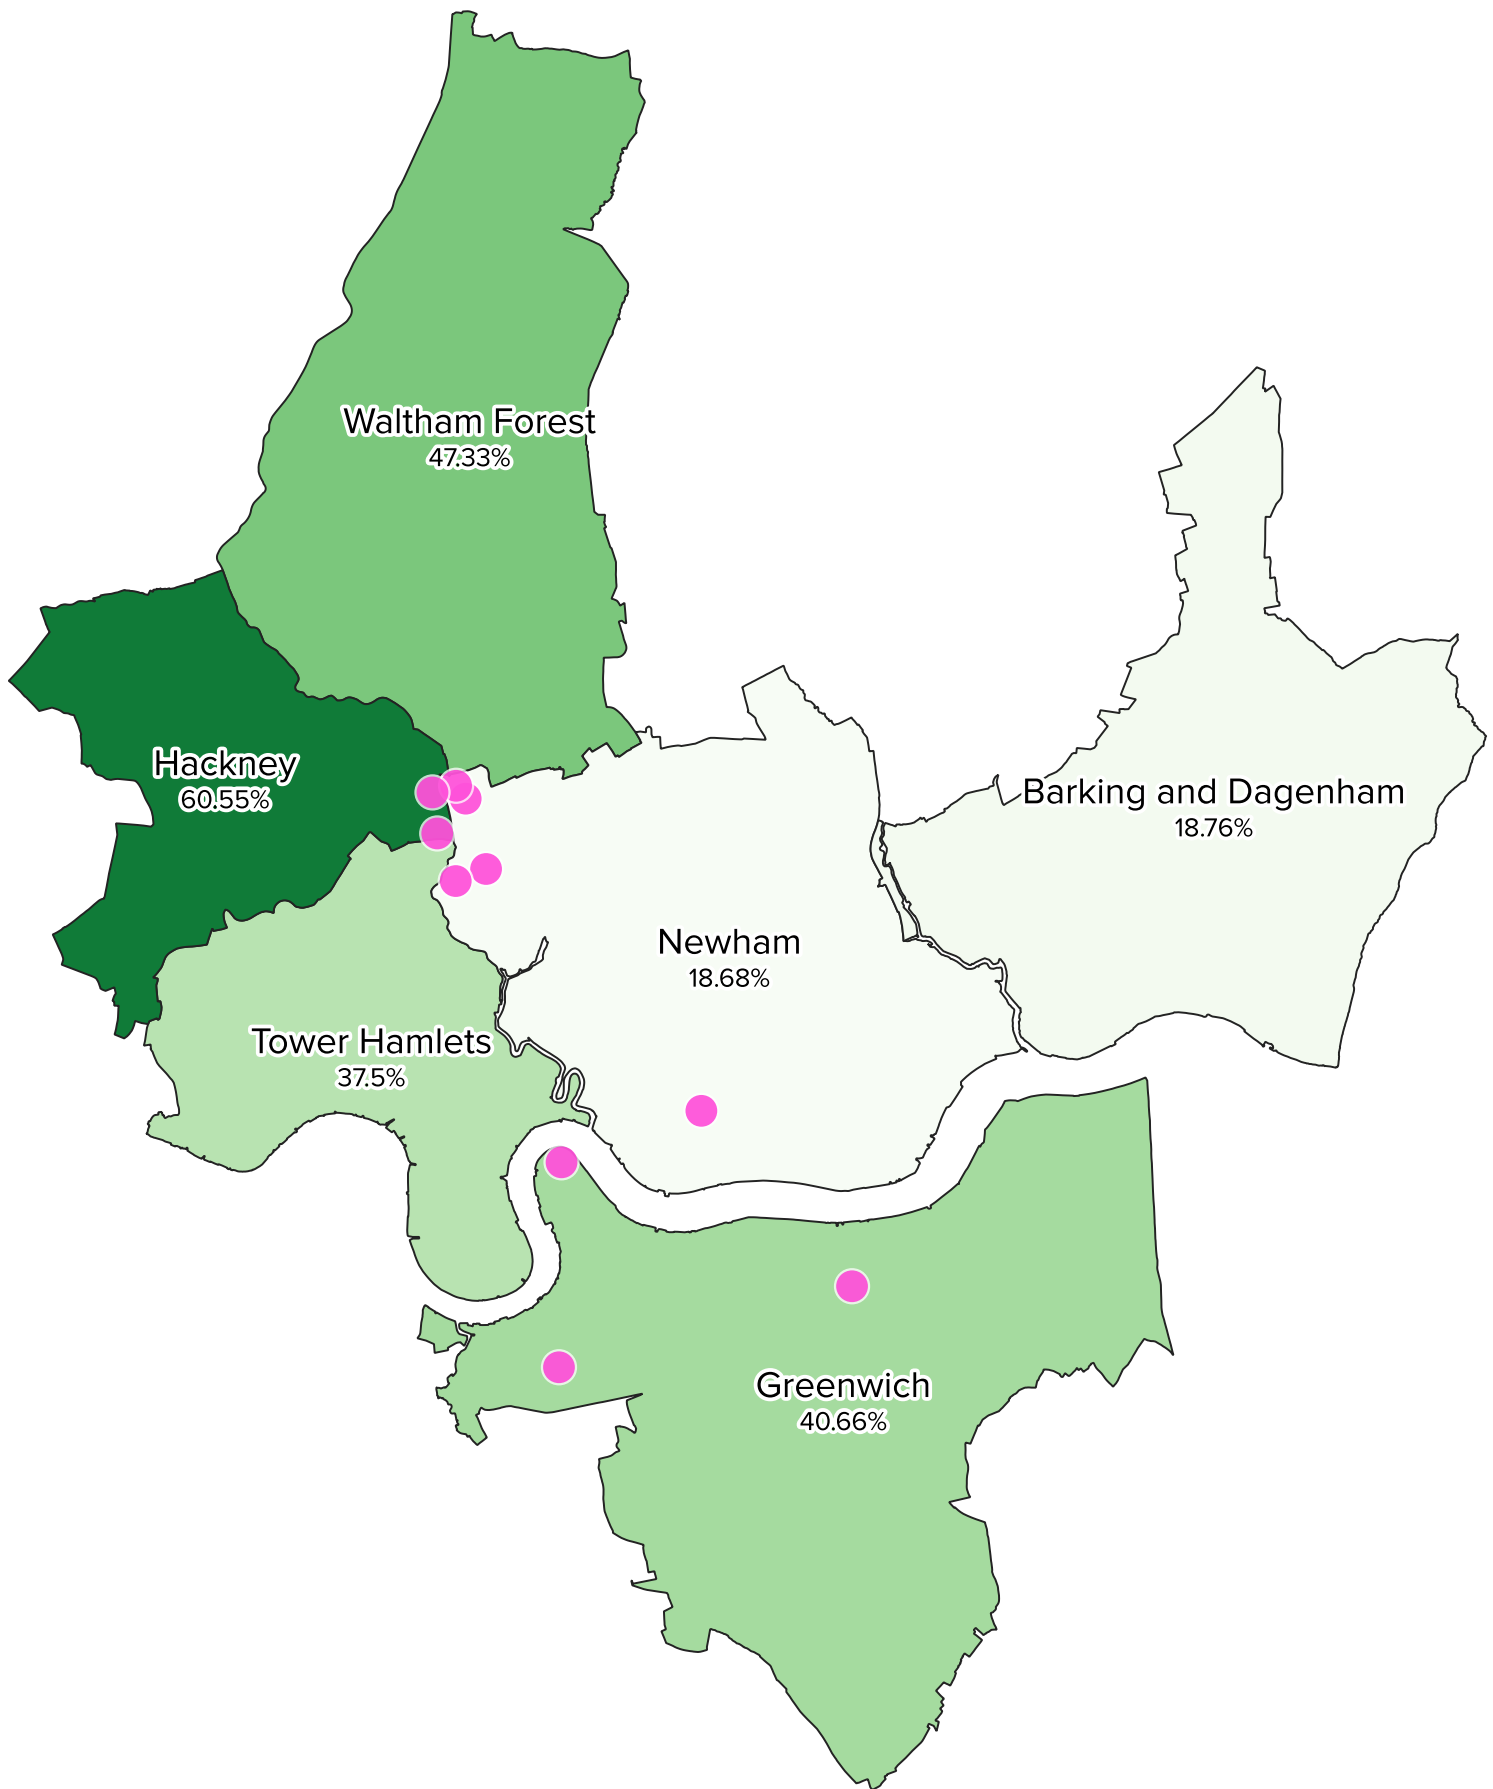 Waltham Forest
47.33%
Hackney
60.55%
Barking and Dagenham
18.76%
Newham
18.68%
Tower Hamlets
37.5%
Greenwich
40.66%